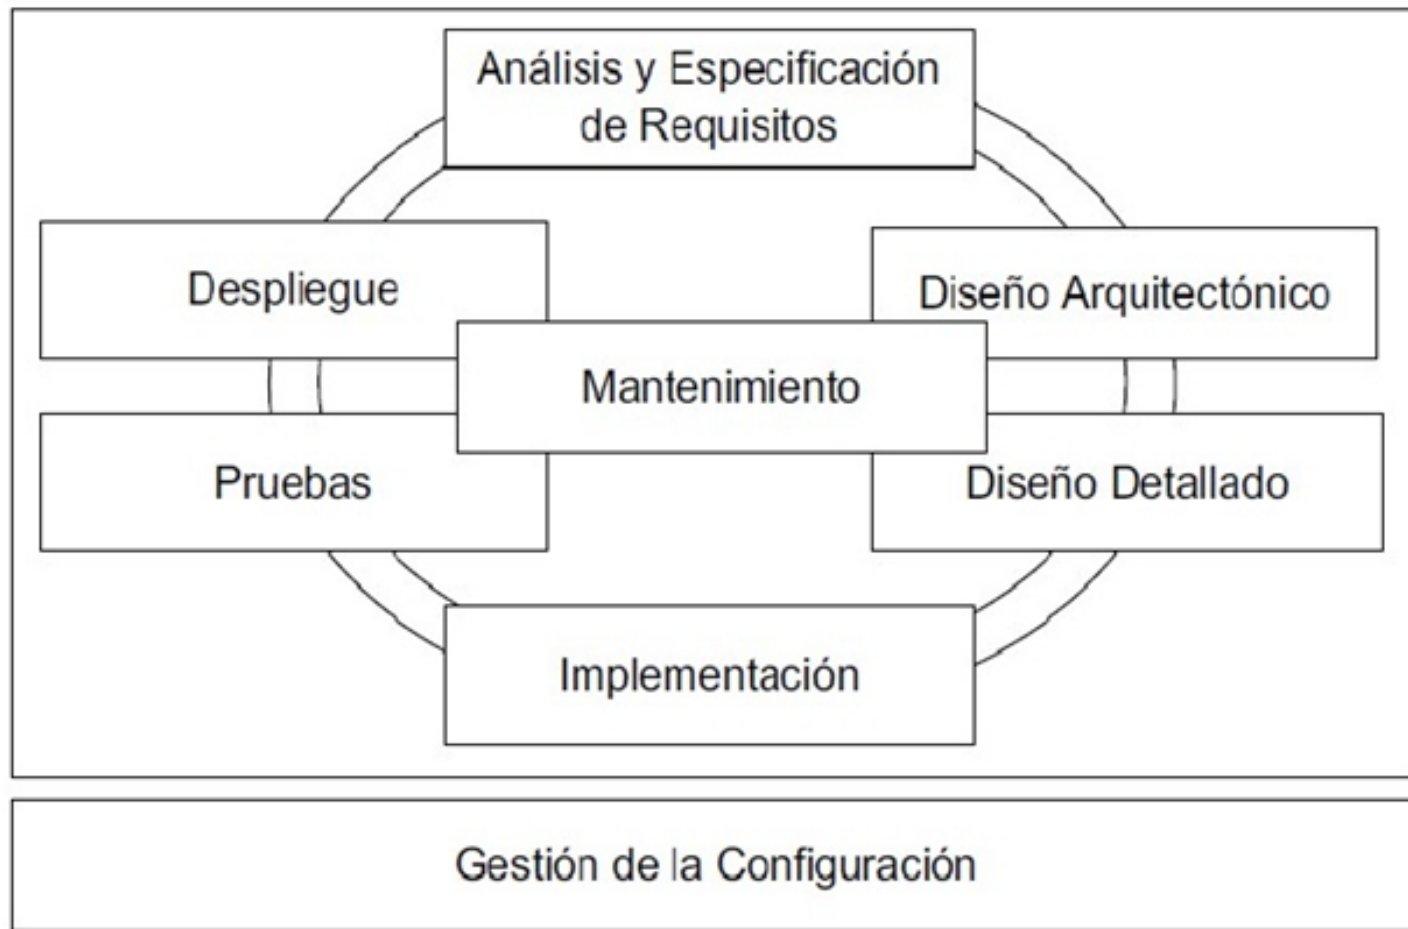 Análisis y Especificación
de Requisitos
Despliegue
Diseño Arquitectónico
Mantenimiento
Pruebas
Diseño Detallado
Implementación
Gestión de la Configuración